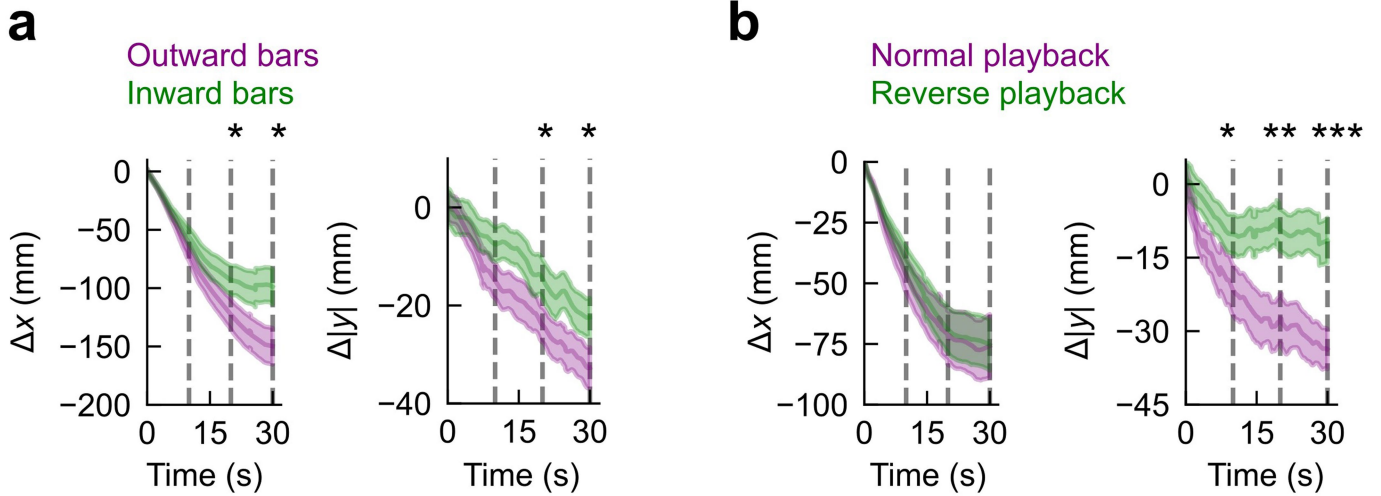 a
Outward bars
Inward bars
* *
0
−50
−100
−150
−200
Δx (mm)
0 15 30
Time (s)
* *
0
−20
−40
Δ|y| (mm)
0 15 30
Time (s)
b
Normal playback
Reverse playback
0
−25
−50
−75
−100
Δx (mm)
0 15 30
Time (s)
* ** ***
0
−15
−30
−45
Δ|y| (mm)
0 15 30
Time (s)